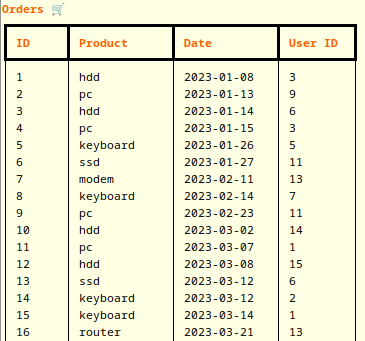 Orders 🛒
ID Product Date User ID
1 hdd 2023-01-08 3
2 pc 2023-01-13 9
3 hdd 2023-01-14 6
4 pc 2023-01-15 3
5 keyboard 2023-01-26 5
6 ssd 2023-01-27 11
7 modem 2023-02-11 13
8 keyboard 2023-02-14 7
9 pc 2023-02-23 11
10 hdd 2023-03-02 14
11 pc 2023-03-07 1
12 hdd 2023-03-08 15
13 ssd 2023-03-12 6
14 keyboard 2023-03-12 2
15 keyboard 2023-03-14 1
16 router 2023-03-21 13